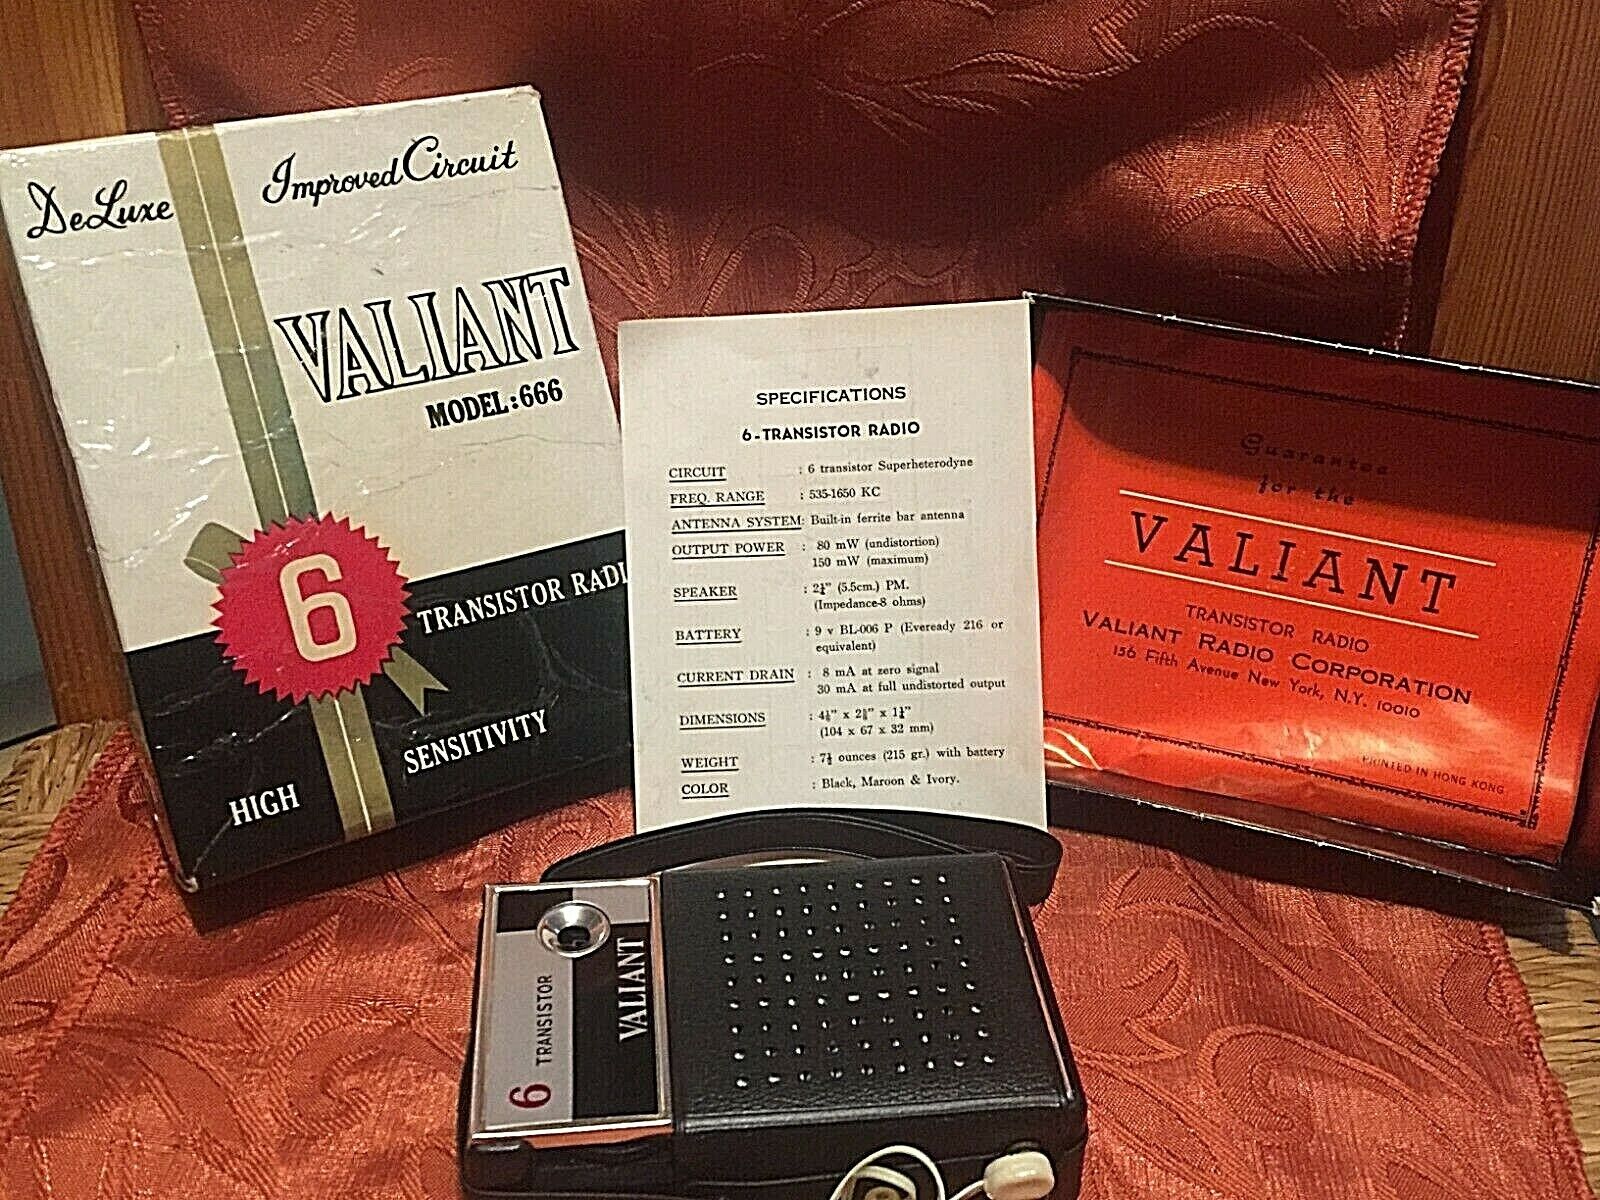 DeLuxe
Improved Circuit
VALIANT
MODEL:666
6
TRANSISTOR RADI
HIGH
SENSITIVITY
SPECIFICATIONS
6-TRANSISTOR RADIO
CIRCUIT : 6 transistor Superheterodyne
FREQ. RANGE : 535-1650 KC
ANTENNA SYSTEM: Built-in ferrite bar antenna
OUTPUT POWER : 80 mW (undistortion)
150 mW (maximum)
SPEAKER : 2¼" (5.5cm.) PM.
(Impedance-8 ohms)
BATTERY : 9 v BL-006 P (Eveready 216 or
equivalent)
CURRENT DRAIN : 8 mA at zero signal
30 mA at full undistorted output
DIMENSIONS : x x
(104 x 67 x 32 mm)
WEIGHT : ounces (215 gr.) with battery
COLOR : Black, Maroon & Ivory.
Guarantee
for the
VALIANT
TRANSISTOR RADIO
VALIANT RADIO CORPORATION
156 Fifth Avenue New York, N.Y. 10010
PRINTED IN HONG KONG
6 TRANSISTOR
VALIANT